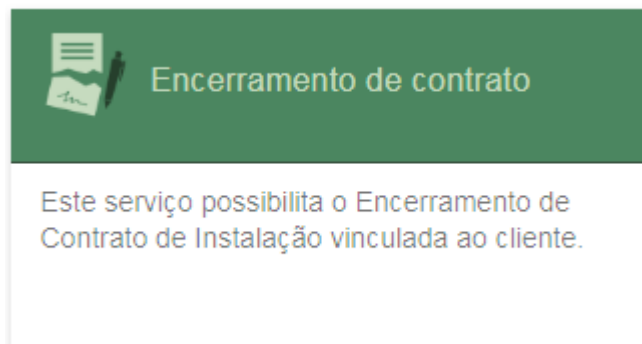 Encerramento de contrato
Este serviço possibilita o Encerramento de
Contrato de Instalação vinculada ao cliente.